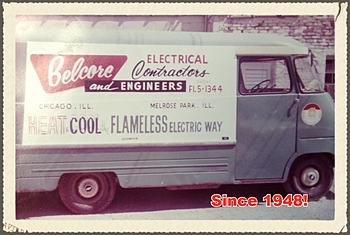 Belcore
ELECTRICAL
Contractors
and ENGINEERS FL5-1344
CHICAGO, ILL. MELROSE PARK, ILL.
HEAT & COOL the FLAMELESS ELECTRIC WAY
Since 1948!